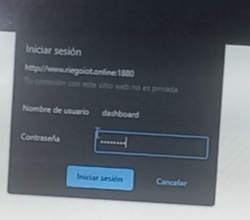 Iniciar sesión
http://www.riegoiot.online:1880
Tu conexión con este sitio web no es privada
Nombre de usuario dashboard
Contraseña ••••••••
Iniciar sesión Cancelar